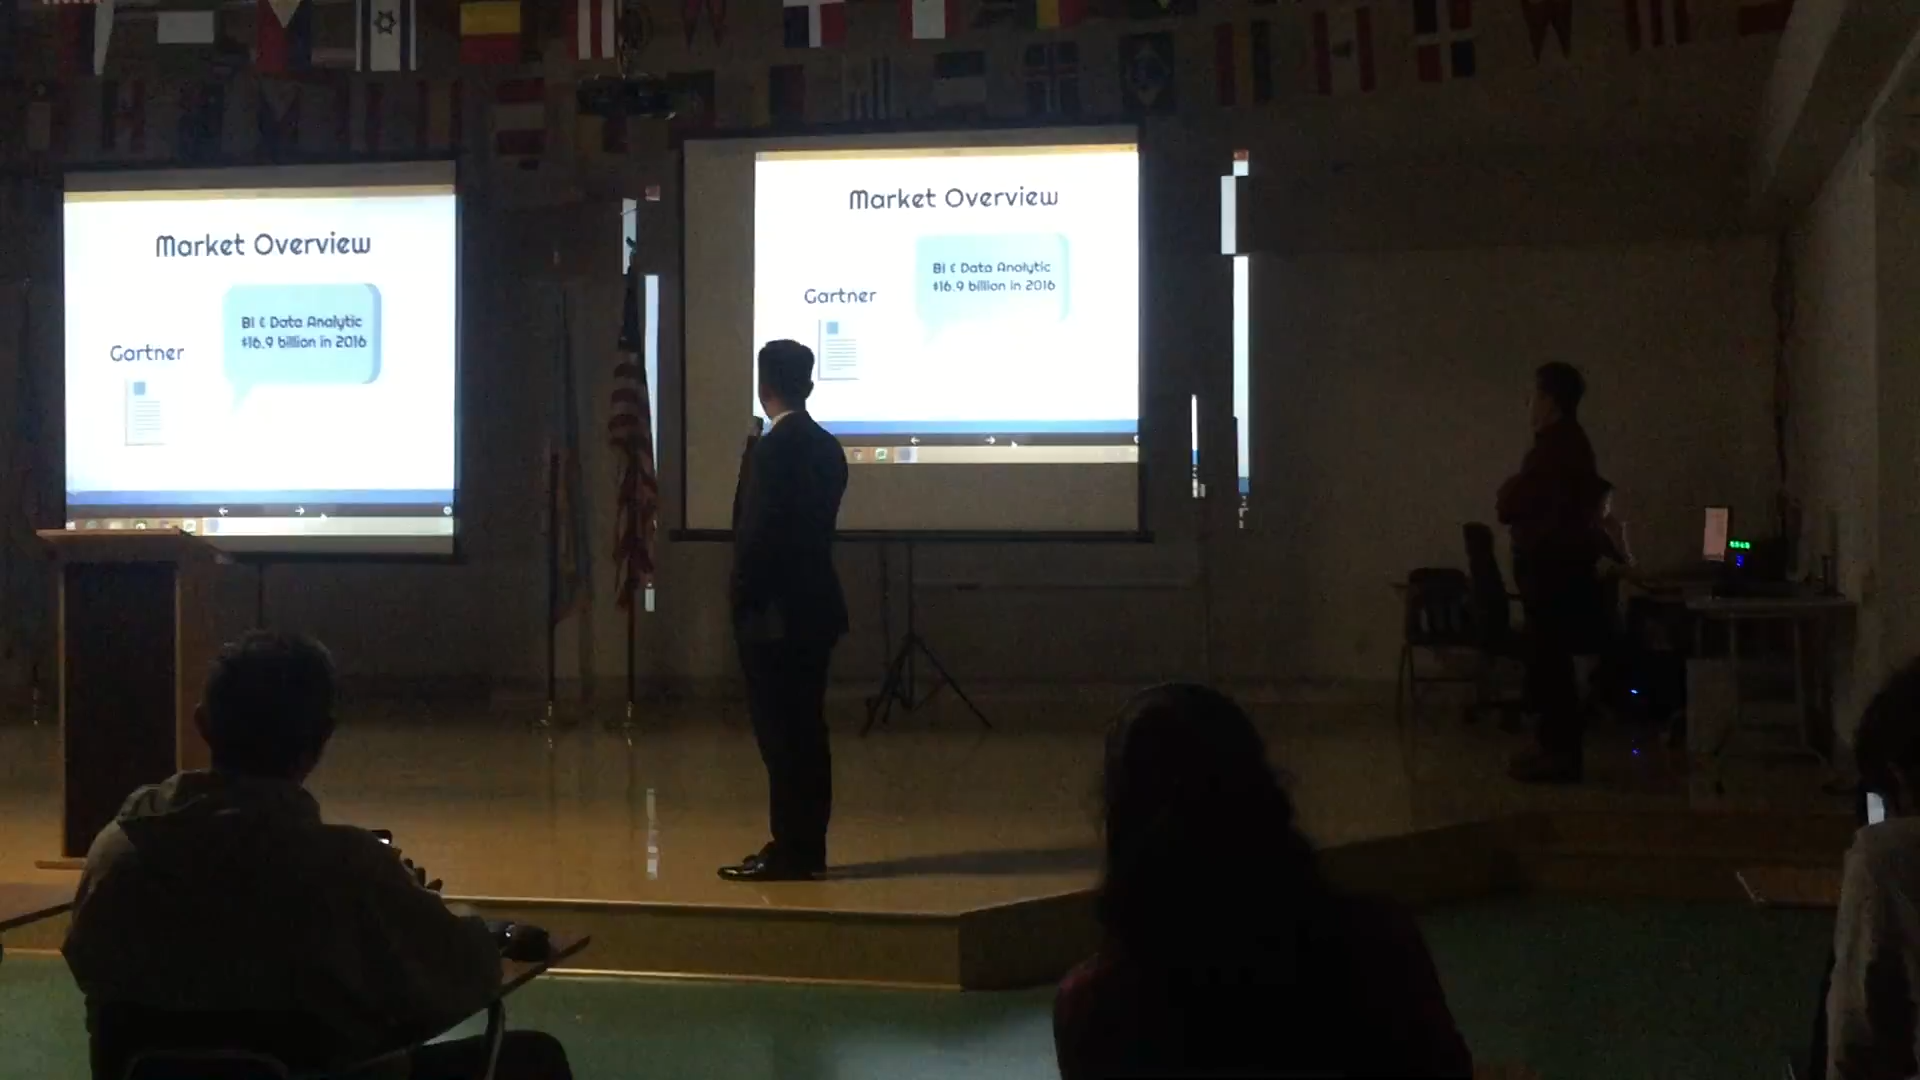 Market Overview
BI & Data Analytic
$16.9 billion in 2016
Gartner
Market Overview
BI & Data Analytic
$16.9 billion in 2016
Gartner